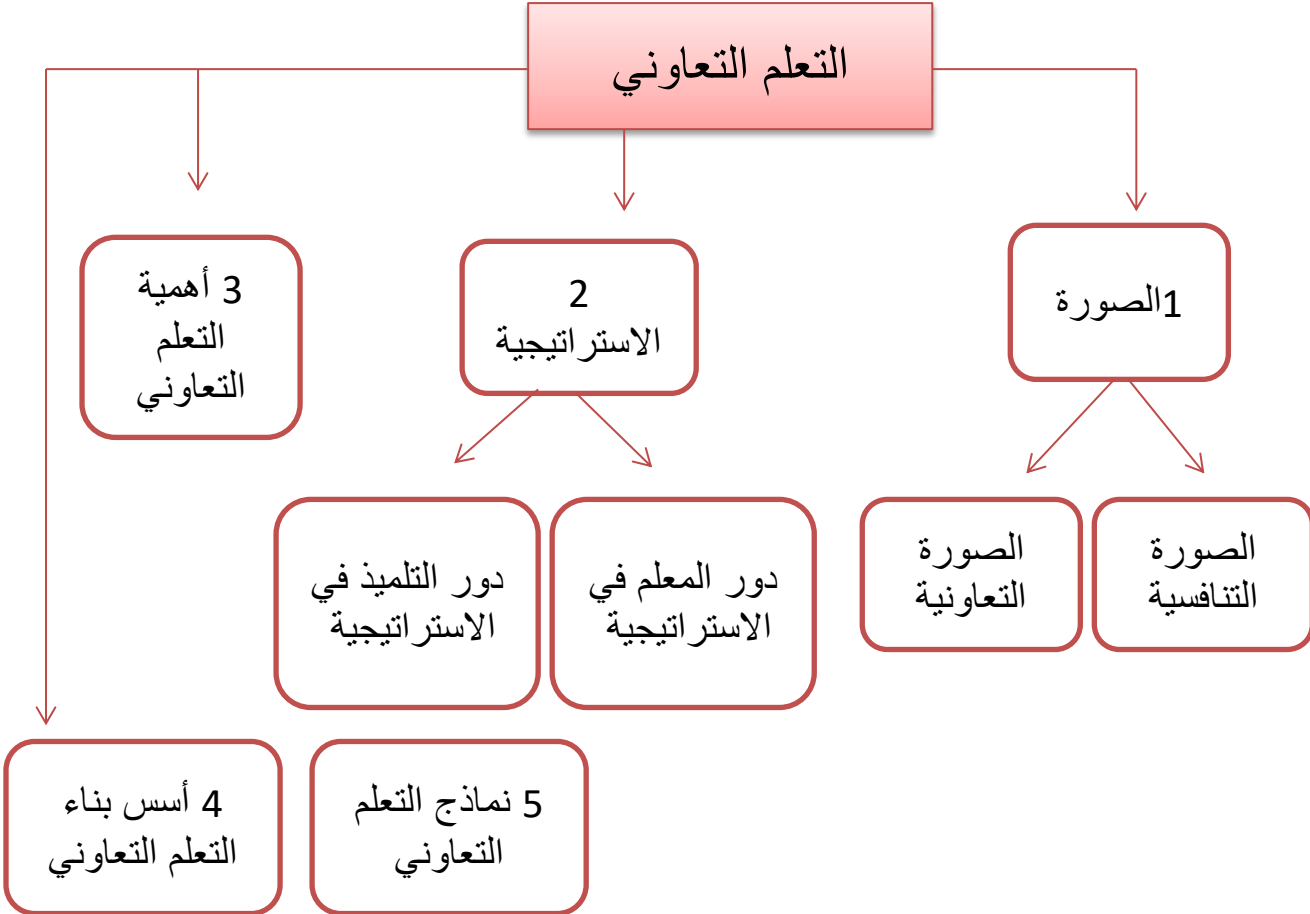 التعلم التعاوني
1الصورة
2
الاستراتيجية
3 أهمية
التعلم
التعاوني
الصورة
التنافسية
الصورة
التعاونية
دور المعلم في
الاستراتيجية
دور التلميذ في
الاستراتيجية
4 أسس بناء
التعلم التعاوني
5 نماذج التعلم
التعاوني